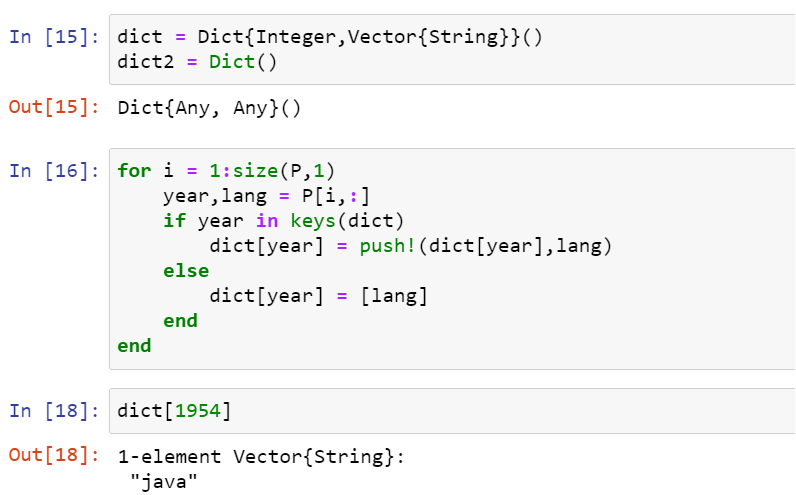 In [15]: dict = Dict{Integer,Vector{String}}()
dict2 = Dict()
Out[15]: Dict{Any, Any}()
In [16]: for i = 1:size(P,1)
    year,lang = P[i,:]
    if year in keys(dict)
        dict[year] = push!(dict[year],lang)
    else
        dict[year] = [lang]
    end
end
In [18]: dict[1954]
Out[18]: 1-element Vector{String}:
 "java"